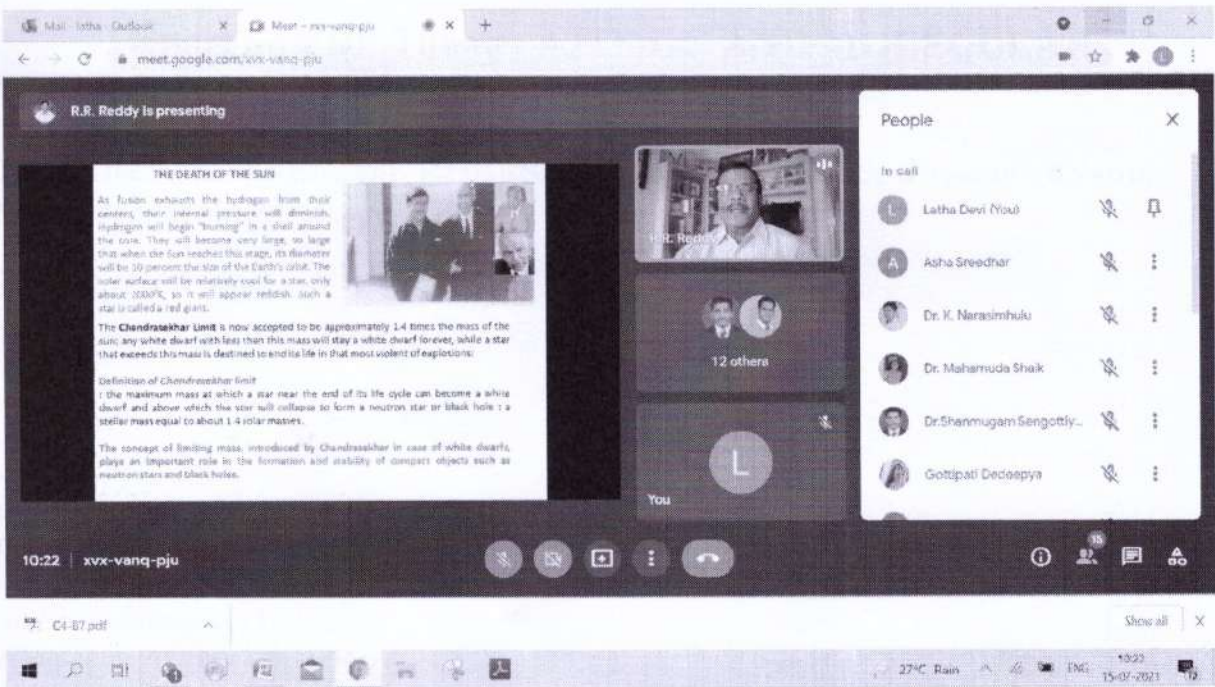 Mail - latha - Outlook
Meet – xvx-vanq-pju
meet.google.com/xvx-vanq-pju
L
R.R. Reddy is presenting
THE DEATH OF THE SUN
As fusion exhausts the hydrogen from their
centers, their internal pressure will diminish.
Hydrogen will begin "burning" in a shell around
the core. They will become very large, so large
that when the Sun reaches this stage, its diameter
will be 10 percent the size of the Earth's orbit. The
solar surface will be relatively cool for a star, only
about 2000°K, so it will appear reddish. Such a
star is called a red giant.
The Chandrasekhar Limit is now accepted to be approximately 1.4 times the mass of the
sun; any white dwarf with less than this mass will stay a white dwarf forever, while a star
that exceeds this mass is destined to end its life in that most violent of explosions:
Definition of Chandrasekhar limit
: the maximum mass at which a star near the end of its life cycle can become a white
dwarf and above which the star will collapse to form a neutron star or black hole : a
stellar mass equal to about 1.4 solar masses.
The concept of limiting mass, introduced by Chandrasekhar in case of white dwarfs,
plays an important role in the formation and stability of compact objects such as
neutron stars and black holes.
R.R. Reddy
12 others
L
You
People
In call
L Latha Devi (You)
A Asha Sreedhar
Dr. K. Narasimhulu
Dr. Mahamuda Shaik
Dr.Shanmugam Sengottiy...
Gottipati Dedeepya
10:22 | xvx-vanq-pju
15
C4-B7.pdf
Show all
27°C Rain
ENG
10:22
15-07-2021